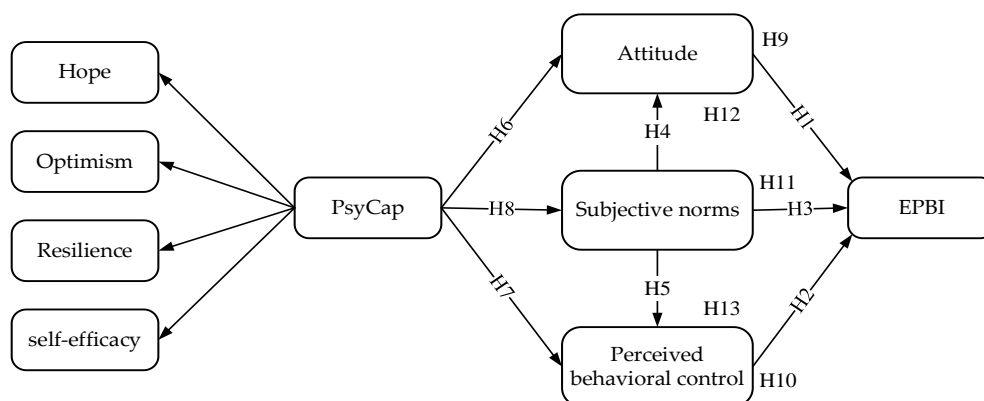 Hope
Optimism
Resilience
self-efficacy
PsyCap
H6
H8
H7
Attitude
H9
H12
H4
Subjective norms
H11
H5
H13
Perceived
behavioral control
H10
H1
H3
H2
EPBI